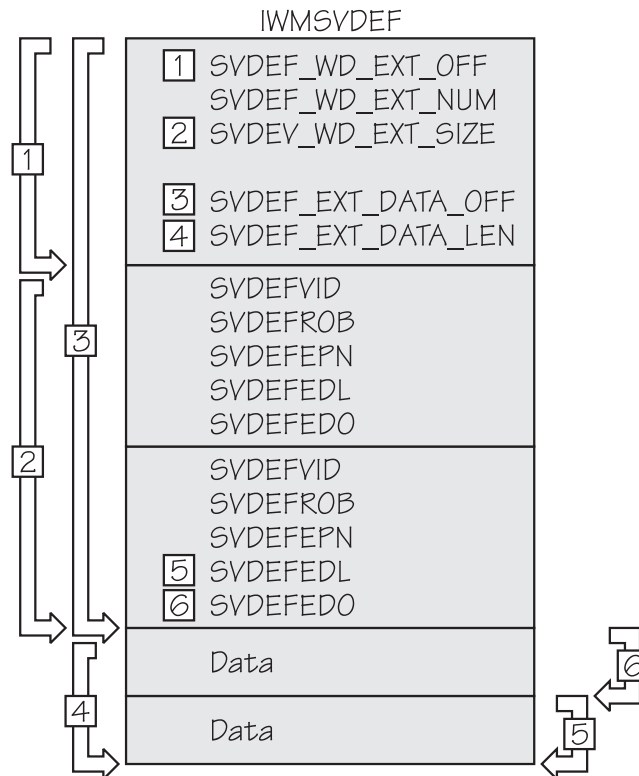 IWMSVDEF
1 SVDEF_WD_EXT_OFF
SVDEF_WD_EXT_NUM
2 SVDEV_WD_EXT_SIZE
3 SVDEF_EXT_DATA_OFF
4 SVDEF_EXT_DATA_LEN
1
SVDEFVID
SVDEFROB
3
SVDEFEPN
SVDEFEDL
SVDEFEDO
2
SVDEFVID
SVDEFROB
SVDEFEPN
5 SVDEFEDL
6 SVDEFEDO
Data
6
4
Data
5